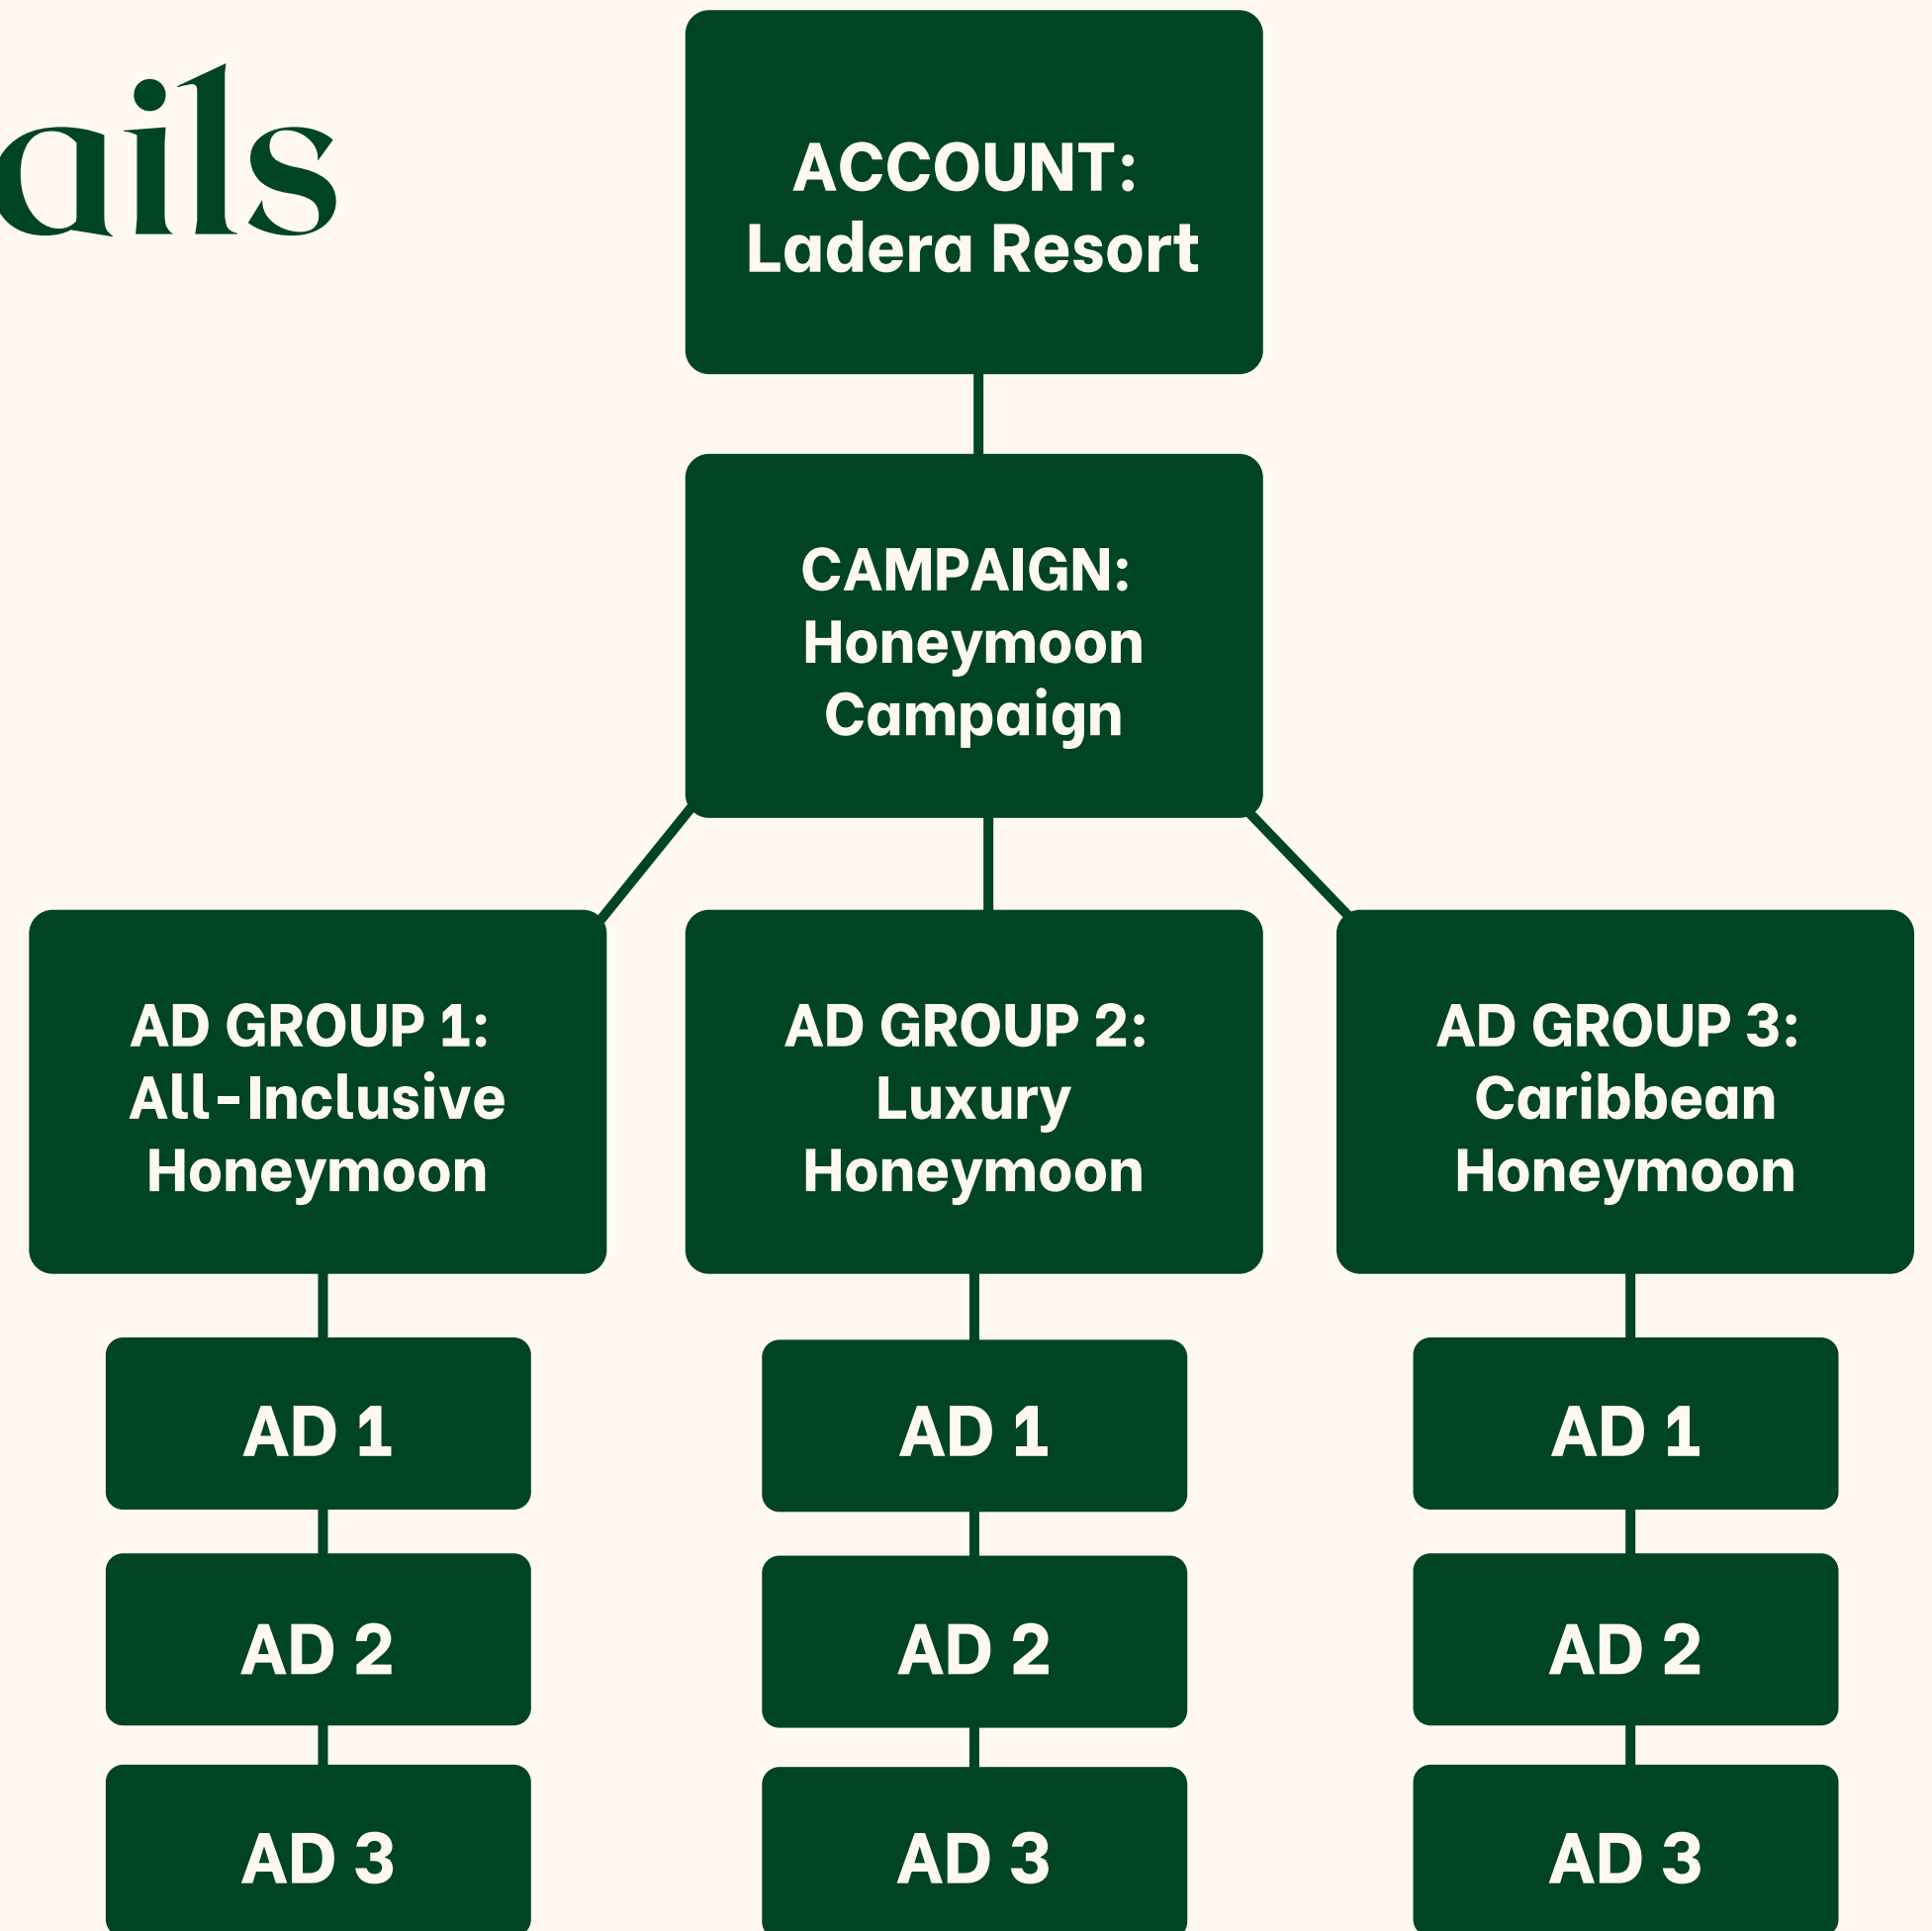 ails
ACCOUNT:
Ladera Resort
CAMPAIGN:
Honeymoon
Campaign
AD GROUP 1:
All-Inclusive
Honeymoon
AD GROUP 2:
Luxury
Honeymoon
AD GROUP 3:
Caribbean
Honeymoon
AD 1
AD 1
AD 1
AD 2
AD 2
AD 2
AD 3
AD 3
AD 3